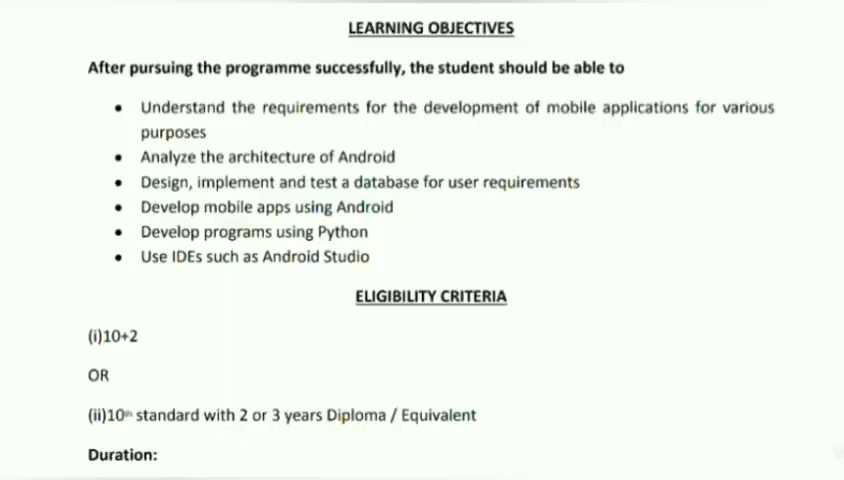 LEARNING OBJECTIVES
After pursuing the programme successfully, the student should be able to
• Understand the requirements for the development of mobile applications for various
purposes
• Analyze the architecture of Android
• Design, implement and test a database for user requirements
• Develop mobile apps using Android
• Develop programs using Python
• Use IDEs such as Android Studio
ELIGIBILITY CRITERIA
(i)10+2
OR
(ii)10th standard with 2 or 3 years Diploma / Equivalent
Duration: